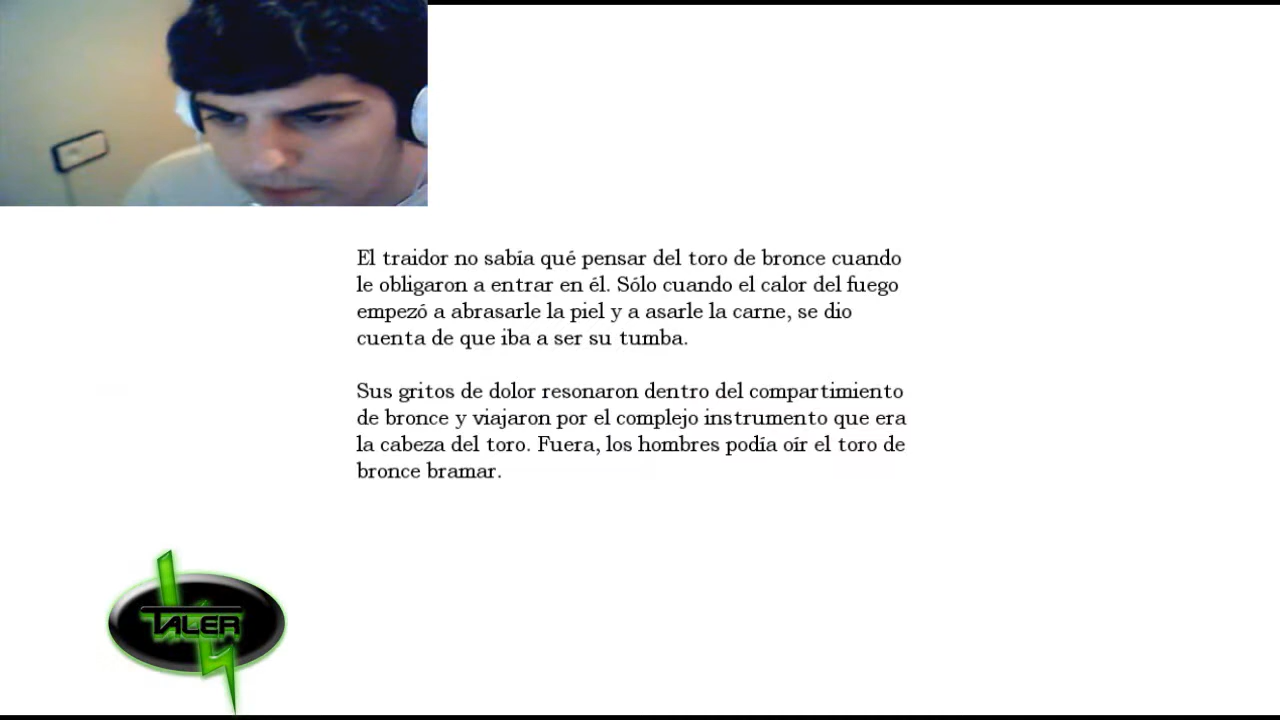 El traidor no sabía qué pensar del toro de bronce cuando
le obligaron a entrar en él. Sólo cuando el calor del fuego
empezó a abrasarle la piel y a asarle la carne, se dio
cuenta de que iba a ser su tumba.
Sus gritos de dolor resonaron dentro del compartimiento
de bronce y viajaron por el complejo instrumento que era
la cabeza del toro. Fuera, los hombres podía oír el toro de
bronce bramar.
TALER